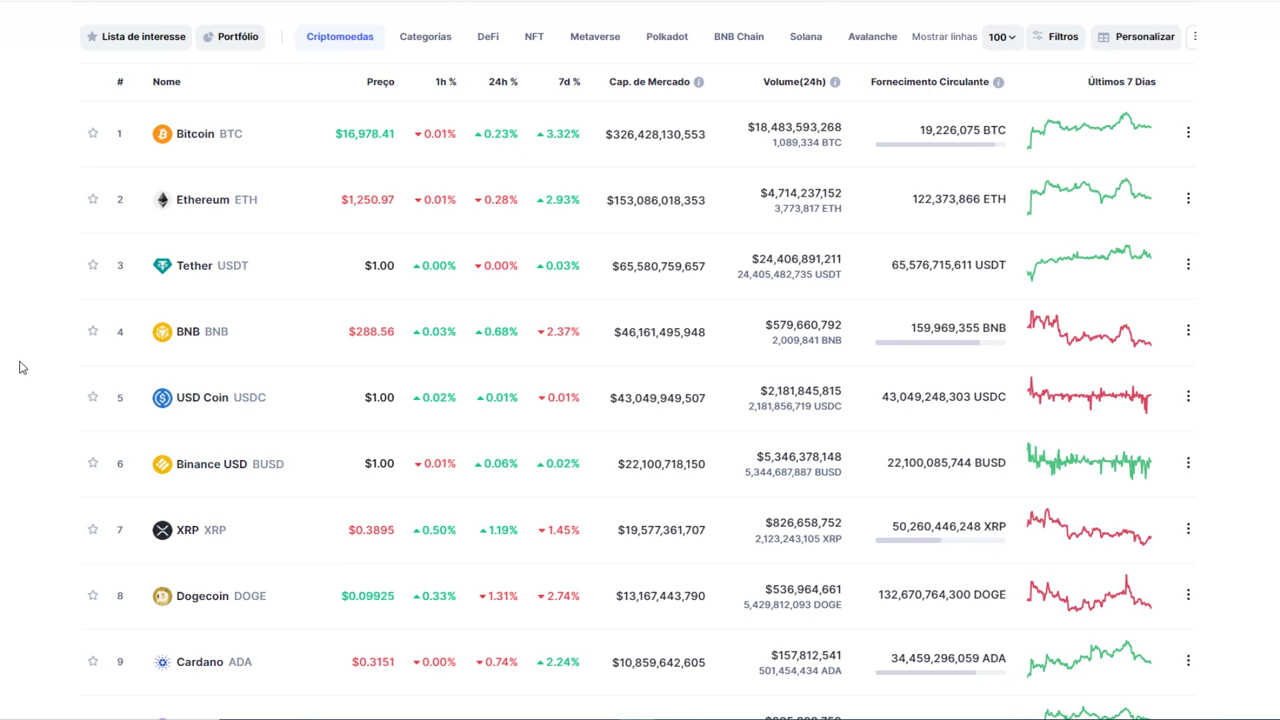 Lista de interesse Portfólio Criptomoedas Categorias DeFi NFT Metaverse Polkadot BNB Chain Solana Avalanche Mostrar linhas 100 Filtros Personalizar
# Nome Preço 1h % 24h % 7d % Cap. de Mercado Volume(24h) Fornecimento Circulante Últimos 7 Dias
1 Bitcoin BTC $16,978.41 0.01% 0.23% 3.32% $326,428,130,553 $18,483,593,268 19,226,075 BTC
1,089,334 BTC
2 Ethereum ETH $1,250.97 0.01% 0.28% 2.93% $153,086,018,353 $4,714,237,152 122,373,866 ETH
3,773,817 ETH
3 Tether USDT $1.00 0.00% 0.00% 0.03% $65,580,759,657 $24,406,891,211 65,576,715,611 USDT
24,405,482,735 USDT
4 BNB BNB $288.56 0.03% 0.68% 2.37% $46,161,495,948 $579,660,792 159,969,355 BNB
2,009,841 BNB
5 USD Coin USDC $1.00 0.02% 0.01% 0.01% $43,049,949,507 $2,181,845,815 43,049,248,303 USDC
2,181,856,719 USDC
6 Binance USD BUSD $1.00 0.01% 0.06% 0.02% $22,100,718,150 $5,346,378,148 22,100,085,744 BUSD
5,344,687,887 BUSD
7 XRP XRP $0.3895 0.50% 1.19% 1.45% $19,577,361,707 $826,658,752 50,260,446,248 XRP
2,123,243,105 XRP
8 Dogecoin DOGE $0.09925 0.33% 1.31% 2.74% $13,167,443,790 $536,964,661 132,670,764,300 DOGE
5,429,812,093 DOGE
9 Cardano ADA $0.3151 0.00% 0.74% 2.24% $10,859,642,605 $157,812,541 34,459,296,059 ADA
501,454,434 ADA